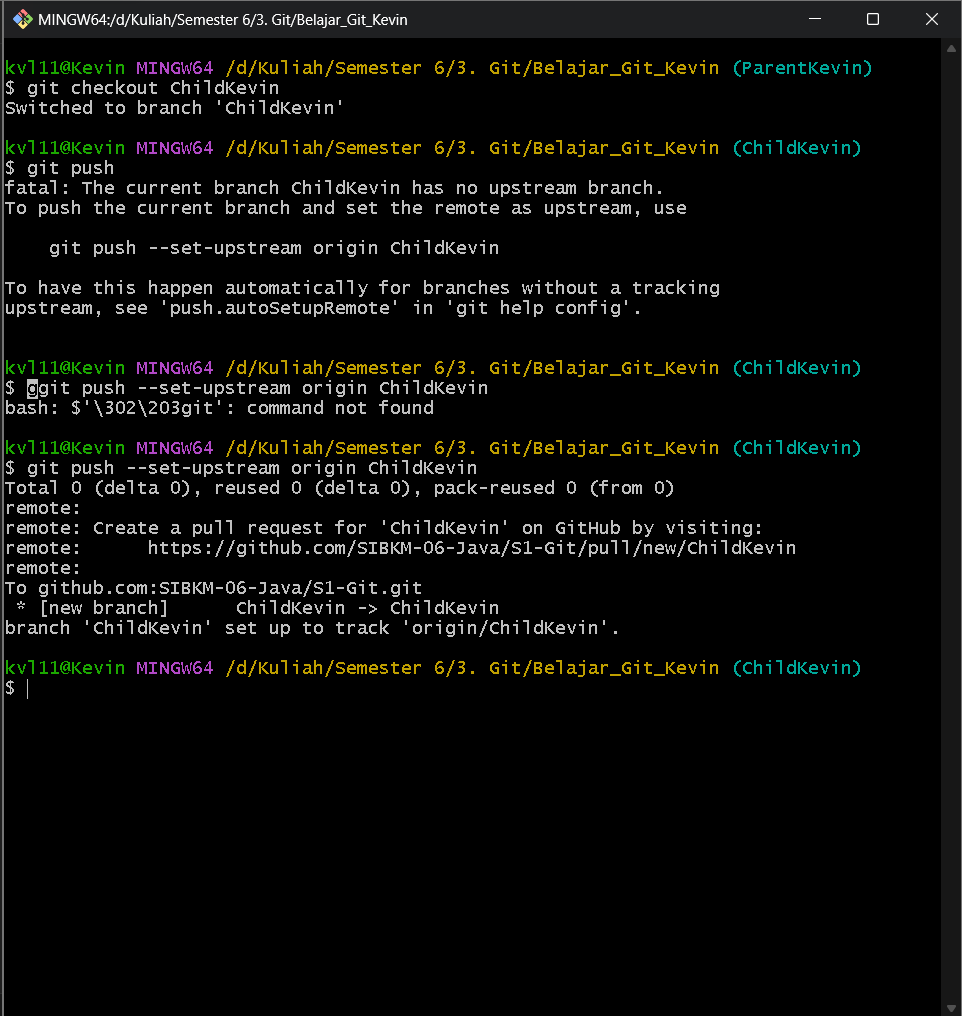 MINGW64:/d/Kuliah/Semester 6/3. Git/Belajar_Git_Kevin
kvl11@Kevin MINGW64 /d/Kuliah/Semester 6/3. Git/Belajar_Git_Kevin (ParentKevin)
$ git checkout ChildKevin
Switched to branch 'ChildKevin'

kvl11@Kevin MINGW64 /d/Kuliah/Semester 6/3. Git/Belajar_Git_Kevin (ChildKevin)
$ git push
fatal: The current branch ChildKevin has no upstream branch.
To push the current branch and set the remote as upstream, use

    git push --set-upstream origin ChildKevin

To have this happen automatically for branches without a tracking
upstream, see 'push.autoSetupRemote' in 'git help config'.


kvl11@Kevin MINGW64 /d/Kuliah/Semester 6/3. Git/Belajar_Git_Kevin (ChildKevin)
$ ggit push --set-upstream origin ChildKevin
bash: $'\302\203git': command not found

kvl11@Kevin MINGW64 /d/Kuliah/Semester 6/3. Git/Belajar_Git_Kevin (ChildKevin)
$ git push --set-upstream origin ChildKevin
Total 0 (delta 0), reused 0 (delta 0), pack-reused 0 (from 0)
remote:
remote: Create a pull request for 'ChildKevin' on GitHub by visiting:
remote:      https://github.com/SIBKM-06-Java/S1-Git/pull/new/ChildKevin
remote:
To github.com:SIBKM-06-Java/S1-Git.git
 * [new branch]      ChildKevin -> ChildKevin
branch 'ChildKevin' set up to track 'origin/ChildKevin'.

kvl11@Kevin MINGW64 /d/Kuliah/Semester 6/3. Git/Belajar_Git_Kevin (ChildKevin)
$